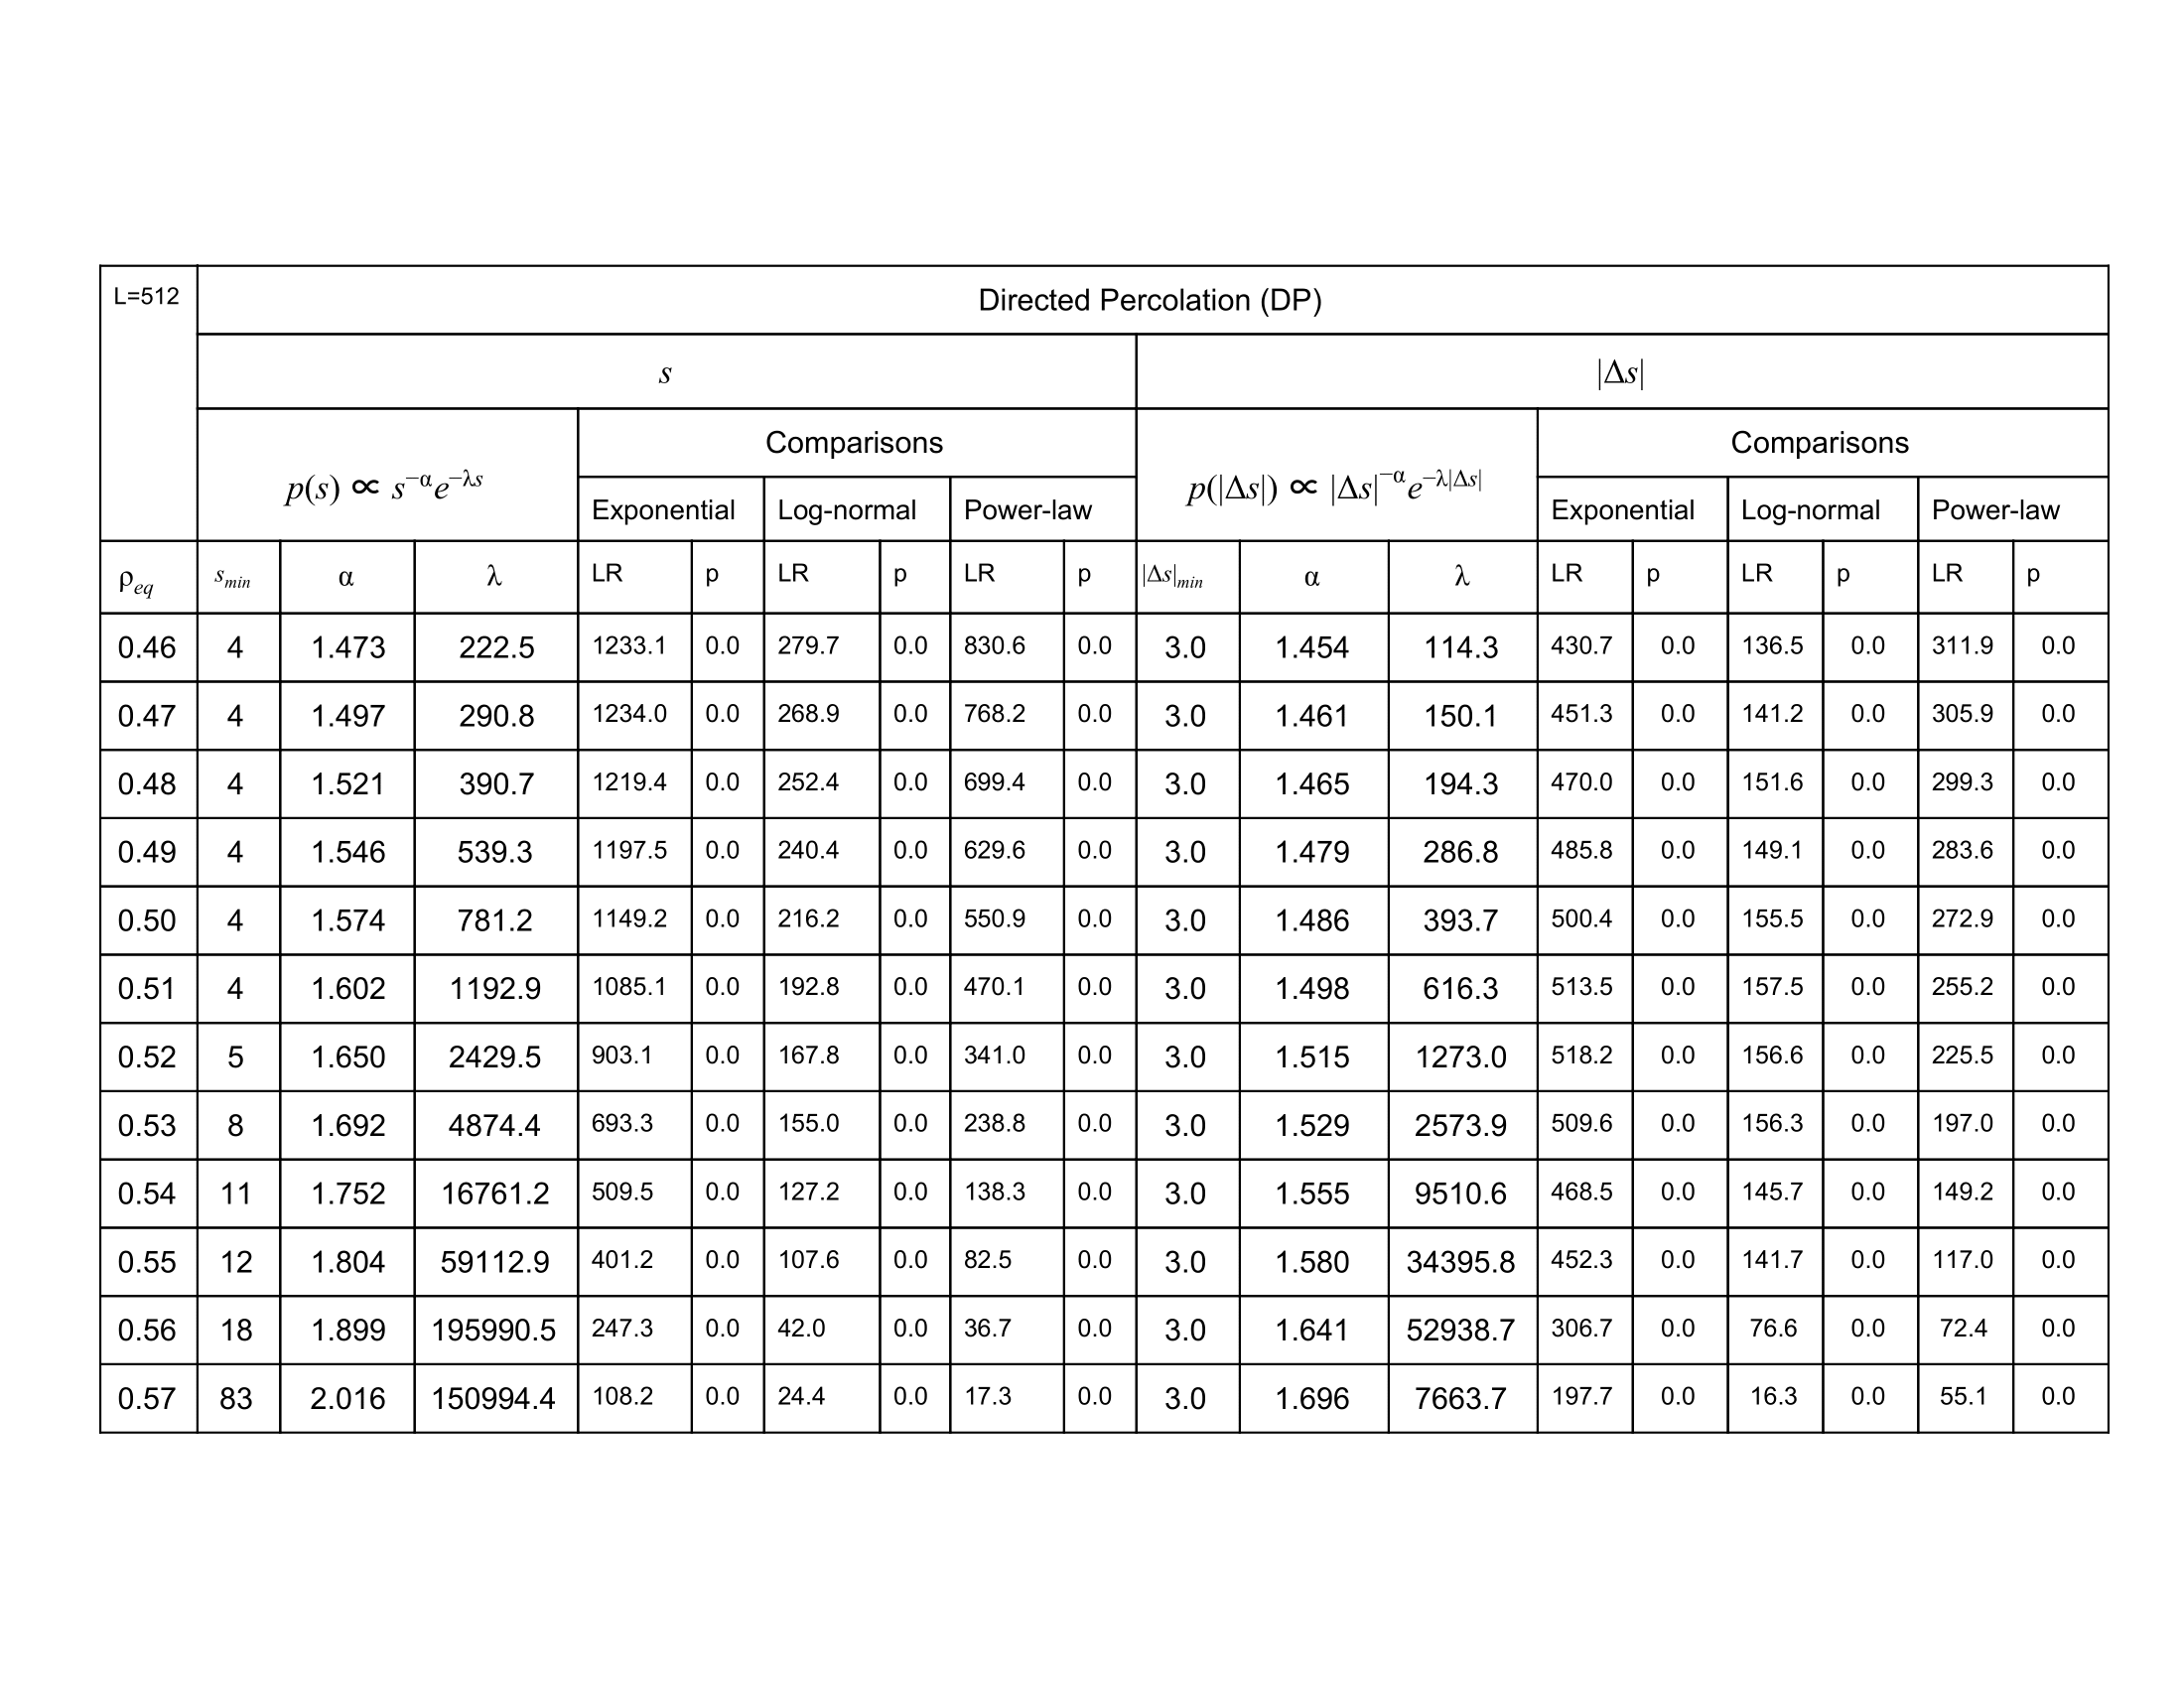 L=512 Directed Percolation (DP)
s |Δs|
p(s) ∝ s^{−α}e^{−λs} Comparisons p(|Δs|) ∝ |Δs|^{−α}e^{−λ|Δs|} Comparisons
Exponential Log-normal Power-law Exponential Log-normal Power-law
ρ_{eq} s_{min} α λ LR p LR p LR p |Δs|_{min} α λ LR p LR p LR p
0.46 4 1.473 222.5 1233.1 0.0 279.7 0.0 830.6 0.0 3.0 1.454 114.3 430.7 0.0 136.5 0.0 311.9 0.0
0.47 4 1.497 290.8 1234.0 0.0 268.9 0.0 768.2 0.0 3.0 1.461 150.1 451.3 0.0 141.2 0.0 305.9 0.0
0.48 4 1.521 390.7 1219.4 0.0 252.4 0.0 699.4 0.0 3.0 1.465 194.3 470.0 0.0 151.6 0.0 299.3 0.0
0.49 4 1.546 539.3 1197.5 0.0 240.4 0.0 629.6 0.0 3.0 1.479 286.8 485.8 0.0 149.1 0.0 283.6 0.0
0.50 4 1.574 781.2 1149.2 0.0 216.2 0.0 550.9 0.0 3.0 1.486 393.7 500.4 0.0 155.5 0.0 272.9 0.0
0.51 4 1.602 1192.9 1085.1 0.0 192.8 0.0 470.1 0.0 3.0 1.498 616.3 513.5 0.0 157.5 0.0 255.2 0.0
0.52 5 1.650 2429.5 903.1 0.0 167.8 0.0 341.0 0.0 3.0 1.515 1273.0 518.2 0.0 156.6 0.0 225.5 0.0
0.53 8 1.692 4874.4 693.3 0.0 155.0 0.0 238.8 0.0 3.0 1.529 2573.9 509.6 0.0 156.3 0.0 197.0 0.0
0.54 11 1.752 16761.2 509.5 0.0 127.2 0.0 138.3 0.0 3.0 1.555 9510.6 468.5 0.0 145.7 0.0 149.2 0.0
0.55 12 1.804 59112.9 401.2 0.0 107.6 0.0 82.5 0.0 3.0 1.580 34395.8 452.3 0.0 141.7 0.0 117.0 0.0
0.56 18 1.899 195990.5 247.3 0.0 42.0 0.0 36.7 0.0 3.0 1.641 52938.7 306.7 0.0 76.6 0.0 72.4 0.0
0.57 83 2.016 150994.4 108.2 0.0 24.4 0.0 17.3 0.0 3.0 1.696 7663.7 197.7 0.0 16.3 0.0 55.1 0.0